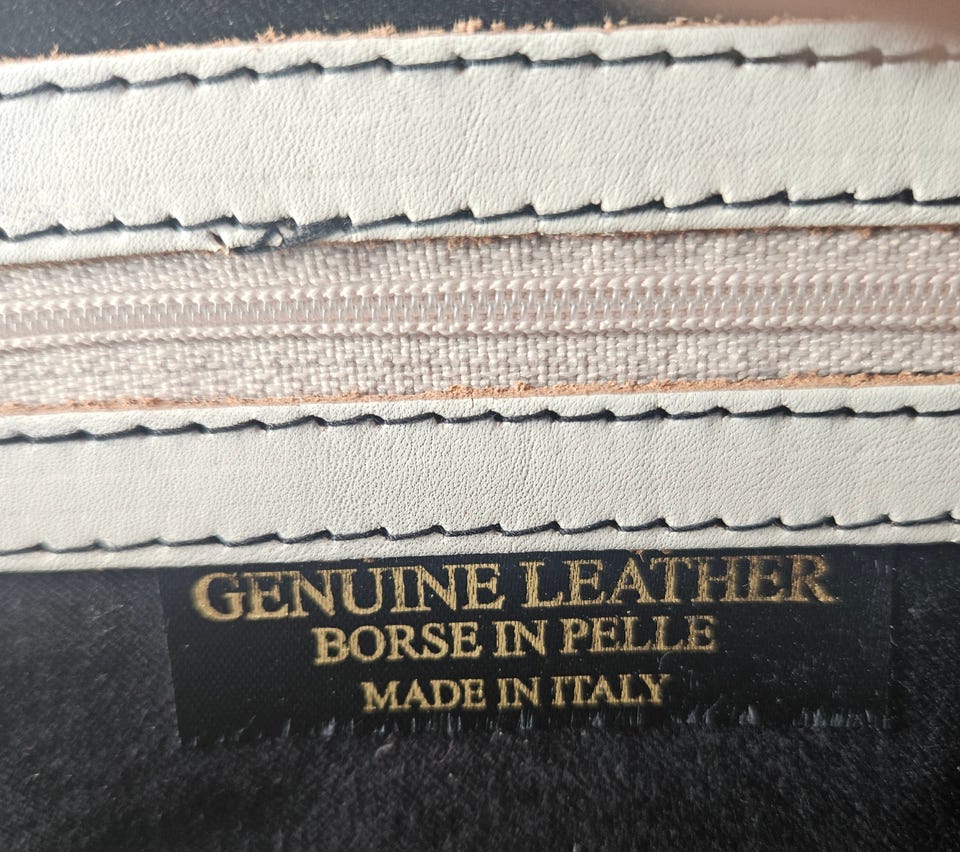 GENUINE LEATHER
BORSE IN PELLE
MADE IN ITALY